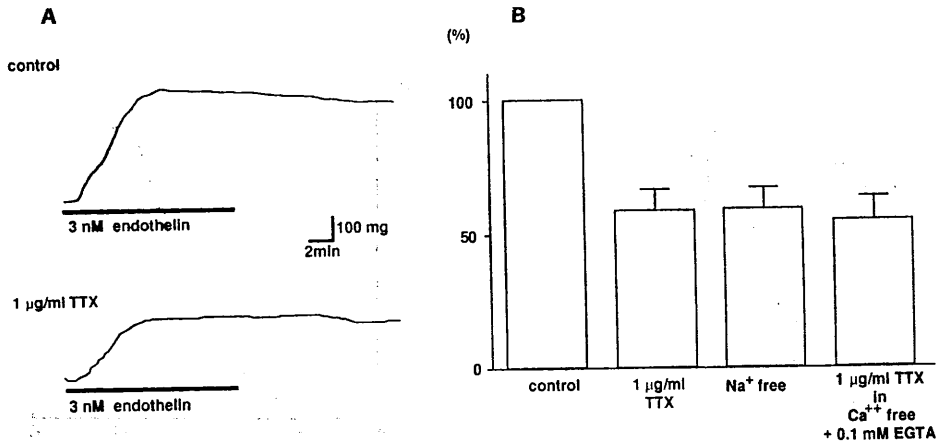 A
control
3 nM endothelin
100 mg
2min
1 µg/ml TTX
3 nM endothelin
B
(%)
100
50
0
control
1 µg/ml
TTX
Na+ free
1 µg/ml TTX
in
Ca++ free
+ 0.1 mM EGTA